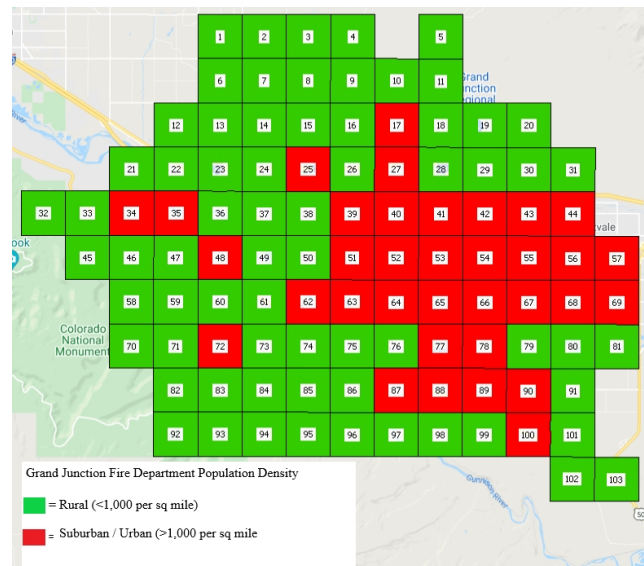 1 2 3 4 5
6 7 8 9 10 11
Grand
Junction
Regional
12 13 14 15 16 17 18 19 20
21 22 23 24 25 26 27 28 29 30 31
32 33 34 35 36 37 38 39 40 41 42 43 44
45 46 47 48 49 50 51 52 53 54 55 56 57
58 59 60 61 62 63 64 65 66 67 68 69
Colorado
National
Monument
70 71 72 73 74 75 76 77 78 79 80 81
82 83 84 85 86 87 88 89 90 91
92 93 94 95 96 97 98 99 100 101
102 103
Grand Junction Fire Department Population Density
= Rural (<1,000 per sq mile)
= Suburban / Urban (>1,000 per sq mile
Gunnison River